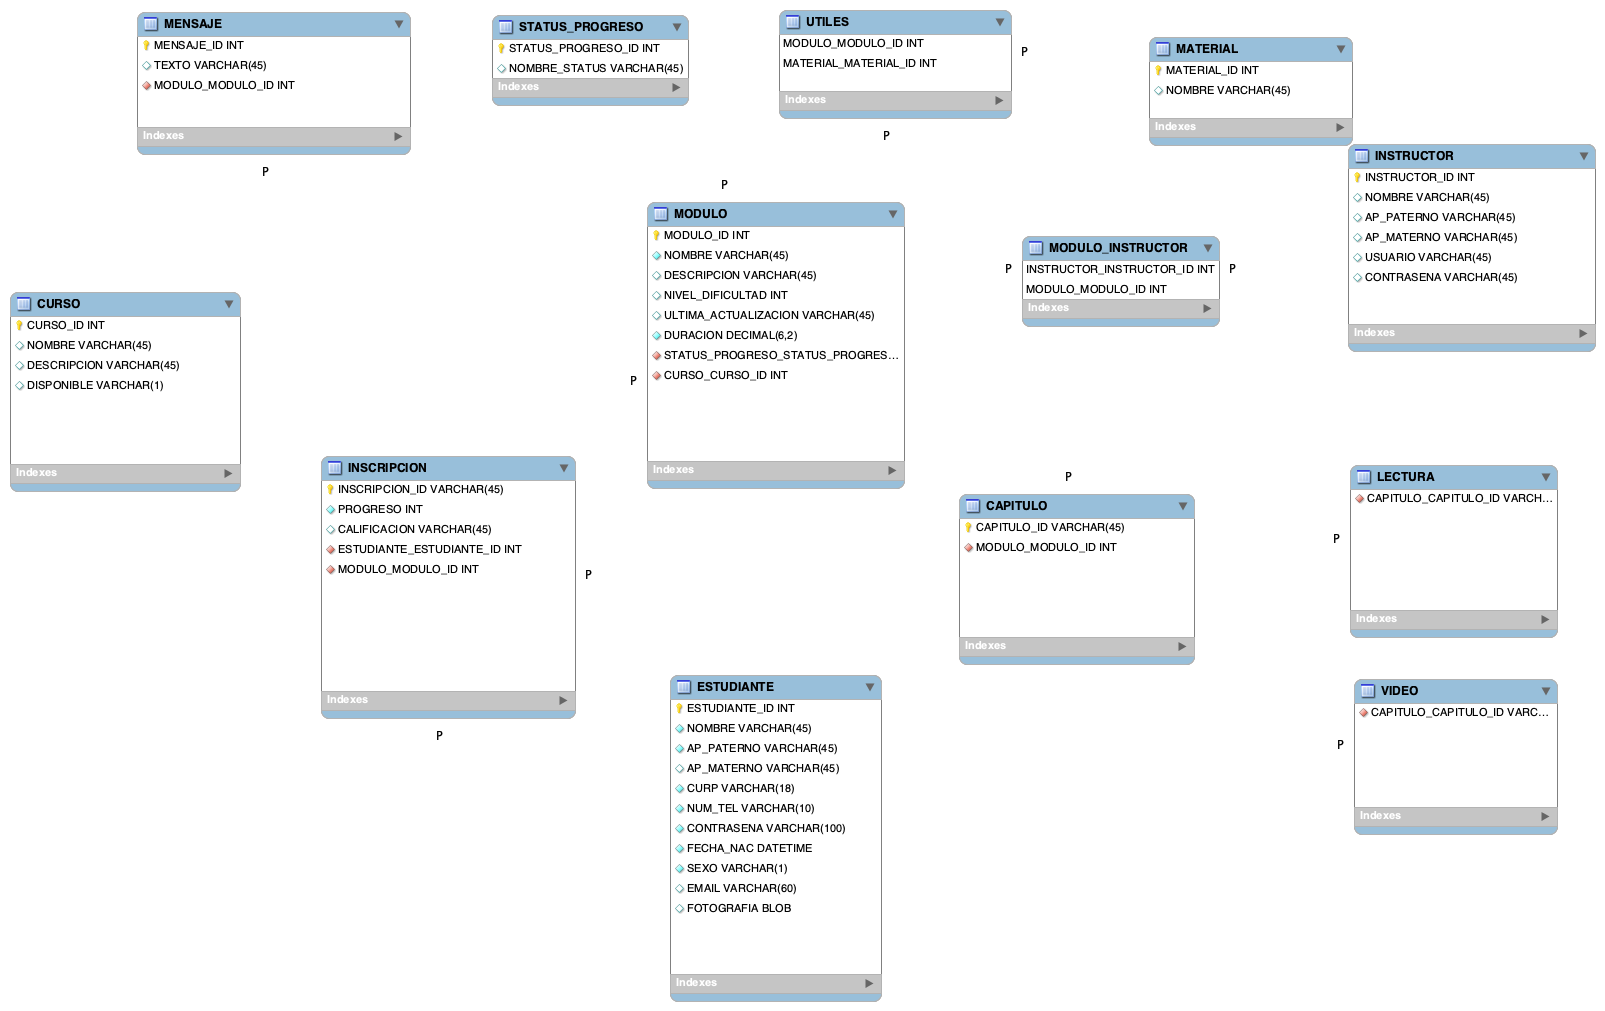 MENSAJE
MENSAJE_ID INT
TEXTO VARCHAR(45)
MODULO_MODULO_ID INT
Indexes
P
STATUS_PROGRESO
STATUS_PROGRESO_ID INT
NOMBRE_STATUS VARCHAR(45)
Indexes
UTILES
MODULO_MODULO_ID INT
MATERIAL_MATERIAL_ID INT
Indexes
P
P
MATERIAL
MATERIAL_ID INT
NOMBRE VARCHAR(45)
Indexes
INSTRUCTOR
INSTRUCTOR_ID INT
NOMBRE VARCHAR(45)
AP_PATERNO VARCHAR(45)
AP_MATERNO VARCHAR(45)
USUARIO VARCHAR(45)
CONTRASENA VARCHAR(45)
Indexes
P
MODULO
MODULO_ID INT
NOMBRE VARCHAR(45)
DESCRIPCION VARCHAR(45)
NIVEL_DIFICULTAD INT
ULTIMA_ACTUALIZACION VARCHAR(45)
DURACION DECIMAL(6,2)
STATUS_PROGRESO_STATUS_PROGRES...
CURSO_CURSO_ID INT
Indexes
P
MODULO_INSTRUCTOR
INSTRUCTOR_INSTRUCTOR_ID INT
MODULO_MODULO_ID INT
Indexes
P
P
CURSO
CURSO_ID INT
NOMBRE VARCHAR(45)
DESCRIPCION VARCHAR(45)
DISPONIBLE VARCHAR(1)
Indexes
INSCRIPCION
INSCRIPCION_ID VARCHAR(45)
PROGRESO INT
CALIFICACION VARCHAR(45)
ESTUDIANTE_ESTUDIANTE_ID INT
MODULO_MODULO_ID INT
Indexes
P
P
P
CAPITULO
CAPITULO_ID VARCHAR(45)
MODULO_MODULO_ID INT
Indexes
LECTURA
CAPITULO_CAPITULO_ID VARCH...
Indexes
P
ESTUDIANTE
ESTUDIANTE_ID INT
NOMBRE VARCHAR(45)
AP_PATERNO VARCHAR(45)
AP_MATERNO VARCHAR(45)
CURP VARCHAR(18)
NUM_TEL VARCHAR(10)
CONTRASENA VARCHAR(100)
FECHA_NAC DATETIME
SEXO VARCHAR(1)
EMAIL VARCHAR(60)
FOTOGRAFIA BLOB
Indexes
VIDEO
CAPITULO_CAPITULO_ID VARC...
Indexes
P